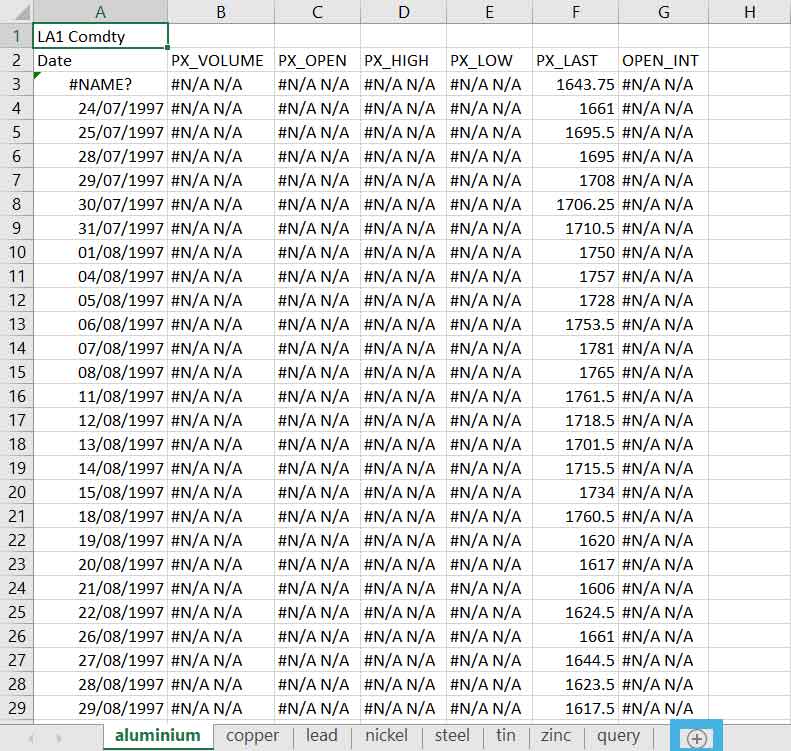 A B C D E F G H
1 LA1 Comdty
2 Date PX_VOLUME PX_OPEN PX_HIGH PX_LOW PX_LAST OPEN_INT
3 #NAME? #N/A N/A #N/A N/A #N/A N/A #N/A N/A 1643.75 #N/A N/A
4 24/07/1997 #N/A N/A #N/A N/A #N/A N/A #N/A N/A 1661 #N/A N/A
5 25/07/1997 #N/A N/A #N/A N/A #N/A N/A #N/A N/A 1695.5 #N/A N/A
6 28/07/1997 #N/A N/A #N/A N/A #N/A N/A #N/A N/A 1695 #N/A N/A
7 29/07/1997 #N/A N/A #N/A N/A #N/A N/A #N/A N/A 1708 #N/A N/A
8 30/07/1997 #N/A N/A #N/A N/A #N/A N/A #N/A N/A 1706.25 #N/A N/A
9 31/07/1997 #N/A N/A #N/A N/A #N/A N/A #N/A N/A 1710.5 #N/A N/A
10 01/08/1997 #N/A N/A #N/A N/A #N/A N/A #N/A N/A 1750 #N/A N/A
11 04/08/1997 #N/A N/A #N/A N/A #N/A N/A #N/A N/A 1757 #N/A N/A
12 05/08/1997 #N/A N/A #N/A N/A #N/A N/A #N/A N/A 1728 #N/A N/A
13 06/08/1997 #N/A N/A #N/A N/A #N/A N/A #N/A N/A 1753.5 #N/A N/A
14 07/08/1997 #N/A N/A #N/A N/A #N/A N/A #N/A N/A 1781 #N/A N/A
15 08/08/1997 #N/A N/A #N/A N/A #N/A N/A #N/A N/A 1765 #N/A N/A
16 11/08/1997 #N/A N/A #N/A N/A #N/A N/A #N/A N/A 1761.5 #N/A N/A
17 12/08/1997 #N/A N/A #N/A N/A #N/A N/A #N/A N/A 1718.5 #N/A N/A
18 13/08/1997 #N/A N/A #N/A N/A #N/A N/A #N/A N/A 1701.5 #N/A N/A
19 14/08/1997 #N/A N/A #N/A N/A #N/A N/A #N/A N/A 1715.5 #N/A N/A
20 15/08/1997 #N/A N/A #N/A N/A #N/A N/A #N/A N/A 1734 #N/A N/A
21 18/08/1997 #N/A N/A #N/A N/A #N/A N/A #N/A N/A 1760.5 #N/A N/A
22 19/08/1997 #N/A N/A #N/A N/A #N/A N/A #N/A N/A 1620 #N/A N/A
23 20/08/1997 #N/A N/A #N/A N/A #N/A N/A #N/A N/A 1617 #N/A N/A
24 21/08/1997 #N/A N/A #N/A N/A #N/A N/A #N/A N/A 1606 #N/A N/A
25 22/08/1997 #N/A N/A #N/A N/A #N/A N/A #N/A N/A 1624.5 #N/A N/A
26 26/08/1997 #N/A N/A #N/A N/A #N/A N/A #N/A N/A 1661 #N/A N/A
27 27/08/1997 #N/A N/A #N/A N/A #N/A N/A #N/A N/A 1644.5 #N/A N/A
28 28/08/1997 #N/A N/A #N/A N/A #N/A N/A #N/A N/A 1623.5 #N/A N/A
29 29/08/1997 #N/A N/A #N/A N/A #N/A N/A #N/A N/A 1617.5 #N/A N/A
aluminium copper lead nickel steel tin zinc query